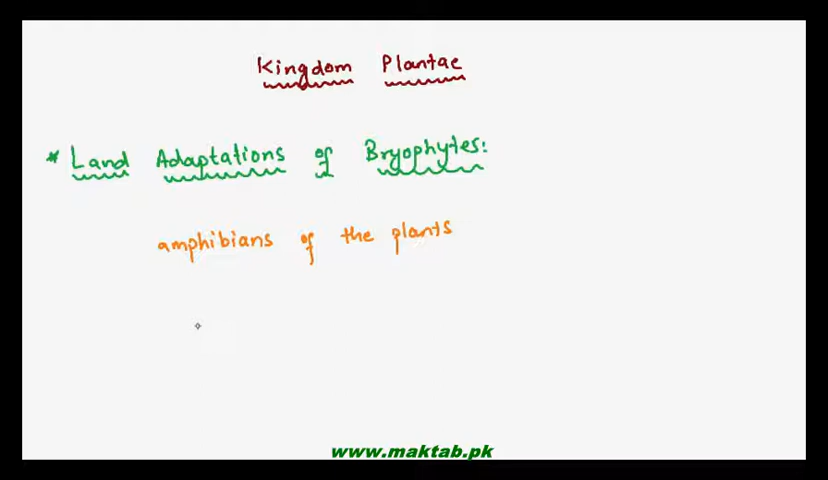 Kingdom Plantae
* Land Adaptations of Bryophytes:
amphibians of the plants
www.maktab.pk